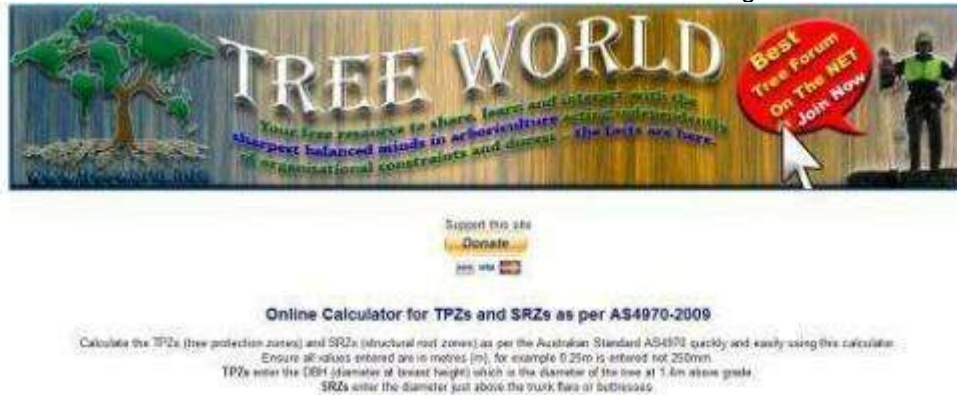 TREE WORLD
Your free resource to share, learn and interact with the
sharpest balanced minds in arboriculture acting independently
of organisational constraints and duress - the facts are here.
Best
Tree Forum
On The NET
Join Now
Support this site
Donate
VISA
Online Calculator for TPZs and SRZs as per AS4970-2009
Calculate the TPZs (tree protection zones) and SRZs (structural root zones) as per the Australian Standard AS4970 quickly and easily using this calculator
Ensure all values entered are in metres (m), for example 0.25m is entered not 250mm.
TPZs enter the DBH (diameter at breast height) which is the diameter of the tree at 1.4m above grade
SRZs enter the diameter just above the trunk flare or buttresses